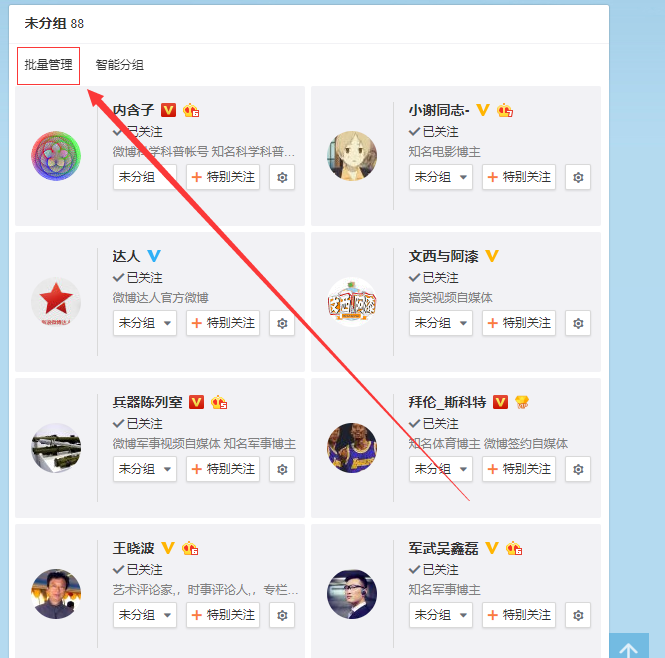 未分组 88
批量管理 智能分组
内含子
已关注
微博科学科普帐号 知名科学科普...
未分组 + 特别关注
小谢同志-
已关注
知名电影博主
未分组 + 特别关注
达人
已关注
微博达人官方微博
未分组 + 特别关注
文西与阿漆
已关注
搞笑视频自媒体
未分组 + 特别关注
兵器陈列室
已关注
微博军事视频自媒体 知名军事博主
未分组 + 特别关注
拜伦_斯科特
已关注
知名体育博主 微博签约自媒体
未分组 + 特别关注
王晓波
已关注
艺术评论家,，时事评论人,，专栏...
未分组 + 特别关注
军武吴鑫磊
已关注
知名军事博主
未分组 + 特别关注